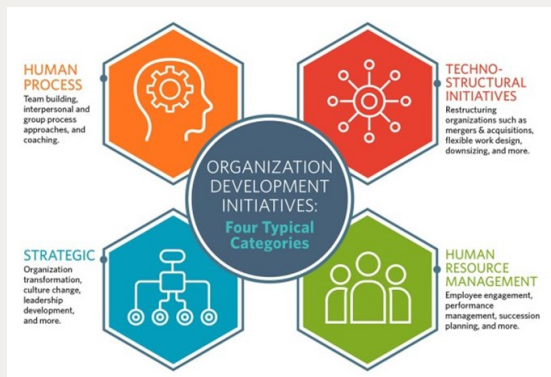 HUMAN
PROCESS
Team building,
interpersonal and
group process
approaches, and
coaching.
TECHNO-
STRUCTURAL
INITIATIVES
Restructuring
organizations such as
mergers & acquisitions,
flexible work design,
downsizing, and more.
ORGANIZATION
DEVELOPMENT
INITIATIVES:
Four Typical
Categories
STRATEGIC
Organization
transformation,
culture change,
leadership
development,
and more.
HUMAN
RESOURCE
MANAGEMENT
Employee engagement,
performance
management, succession
planning, and more.